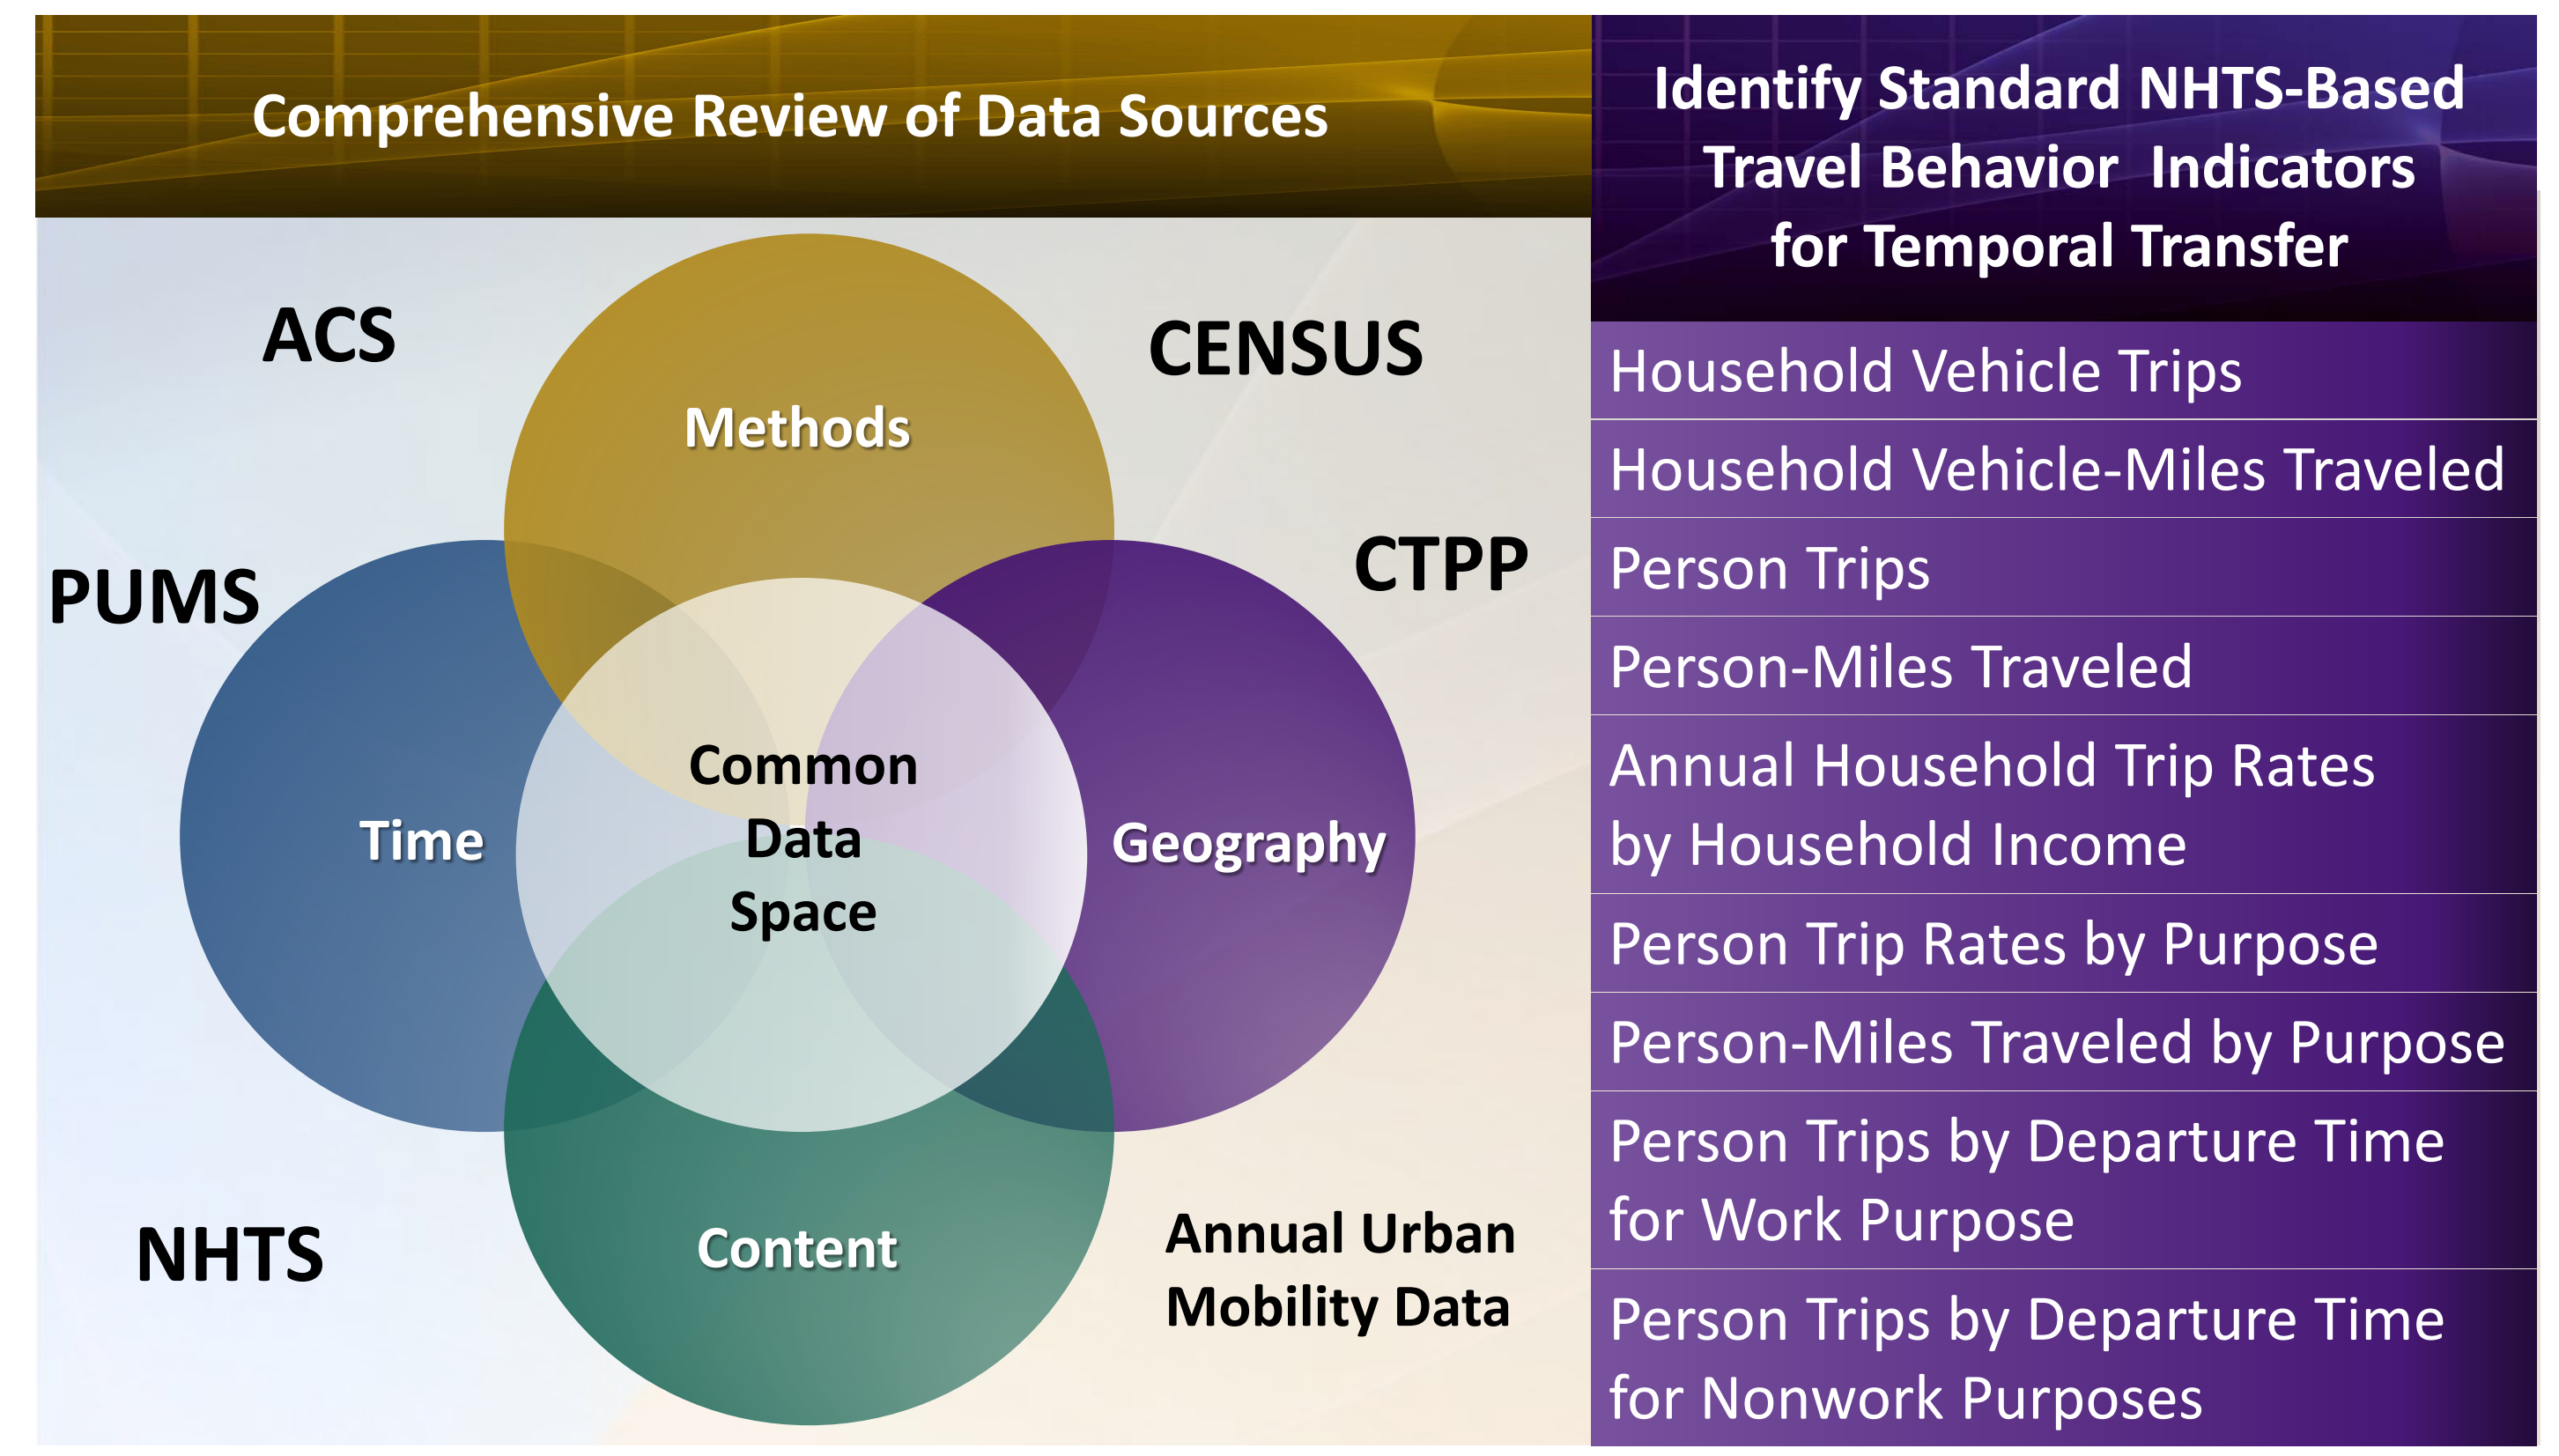 Comprehensive Review of Data Sources
ACS
CENSUS
Methods
CTPP
PUMS
Common
Data
Space
Time
Geography
NHTS
Content
Annual Urban
Mobility Data
Identify Standard NHTS-Based
Travel Behavior  Indicators
for Temporal Transfer
Household Vehicle Trips
Household Vehicle-Miles Traveled
Person Trips
Person-Miles Traveled
Annual Household Trip Rates
by Household Income
Person Trip Rates by Purpose
Person-Miles Traveled by Purpose
Person Trips by Departure Time
for Work Purpose
Person Trips by Departure Time
for Nonwork Purposes